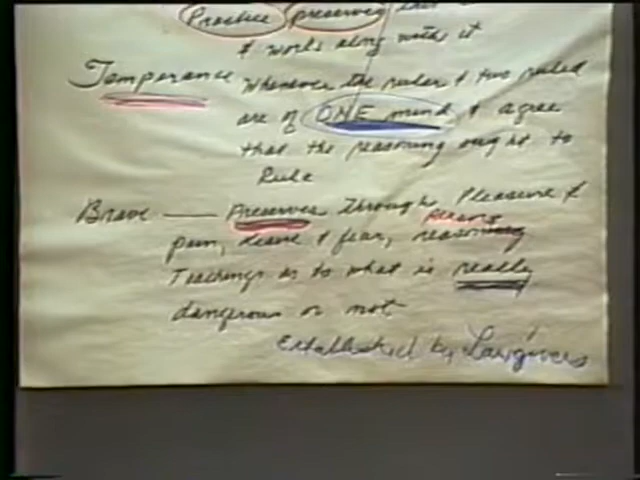 Practice preserves this
& works along with it
Temperance Whenever the ruler & two ruled
are of ONE mind & agree
that the reasoning ought to
Rule
Brave — Preserves through Pleasure &
reason's
pain, desire & fear, reasoning
Teachings as to what is really
dangerous or not
Established by Lawgivers